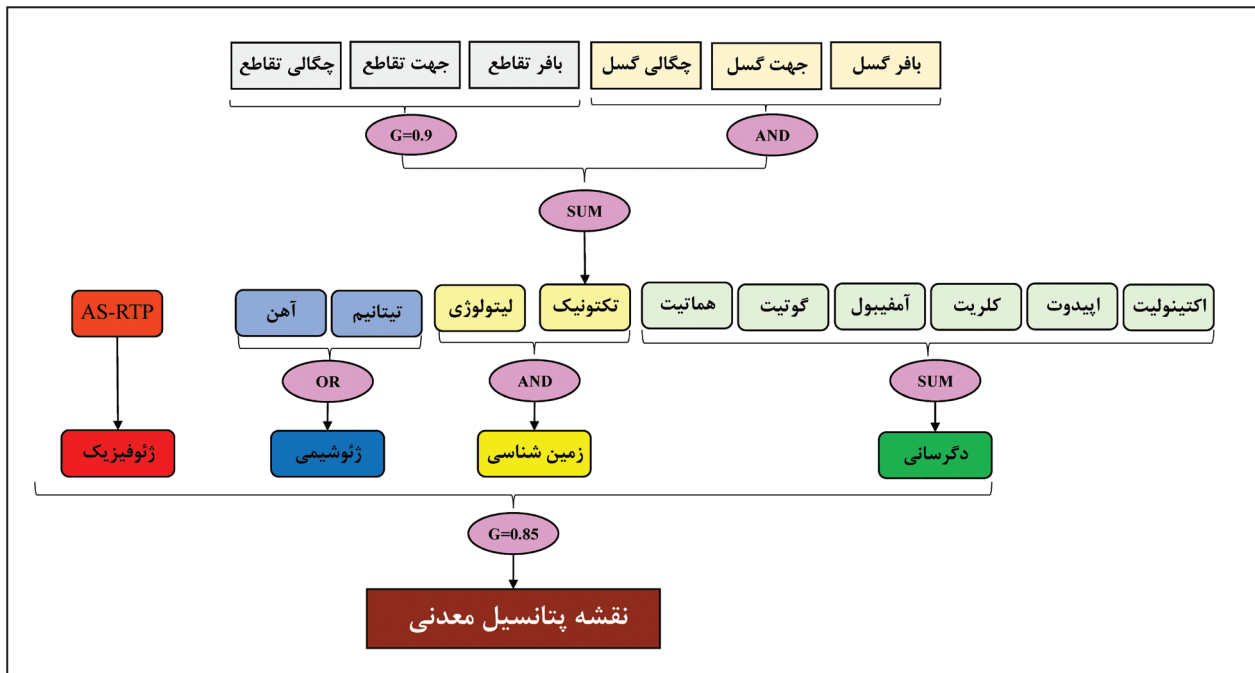 بافر گسل
جهت گسل
چگالی گسل
بافر تقاطع
جهت تقاطع
چگالی تقاطع
AND
G=0.9
SUM
اکتینولیت
اپیدوت
کلریت
آمفیبول
گوتیت
هماتیت
تکتونیک
لیتولوژی
تیتانیم
آهن
AS-RTP
SUM
AND
OR
دگرسانی
زمین شناسی
ژئوشیمی
ژئوفیزیک
G=0.85
نقشه پتانسیل معدنی